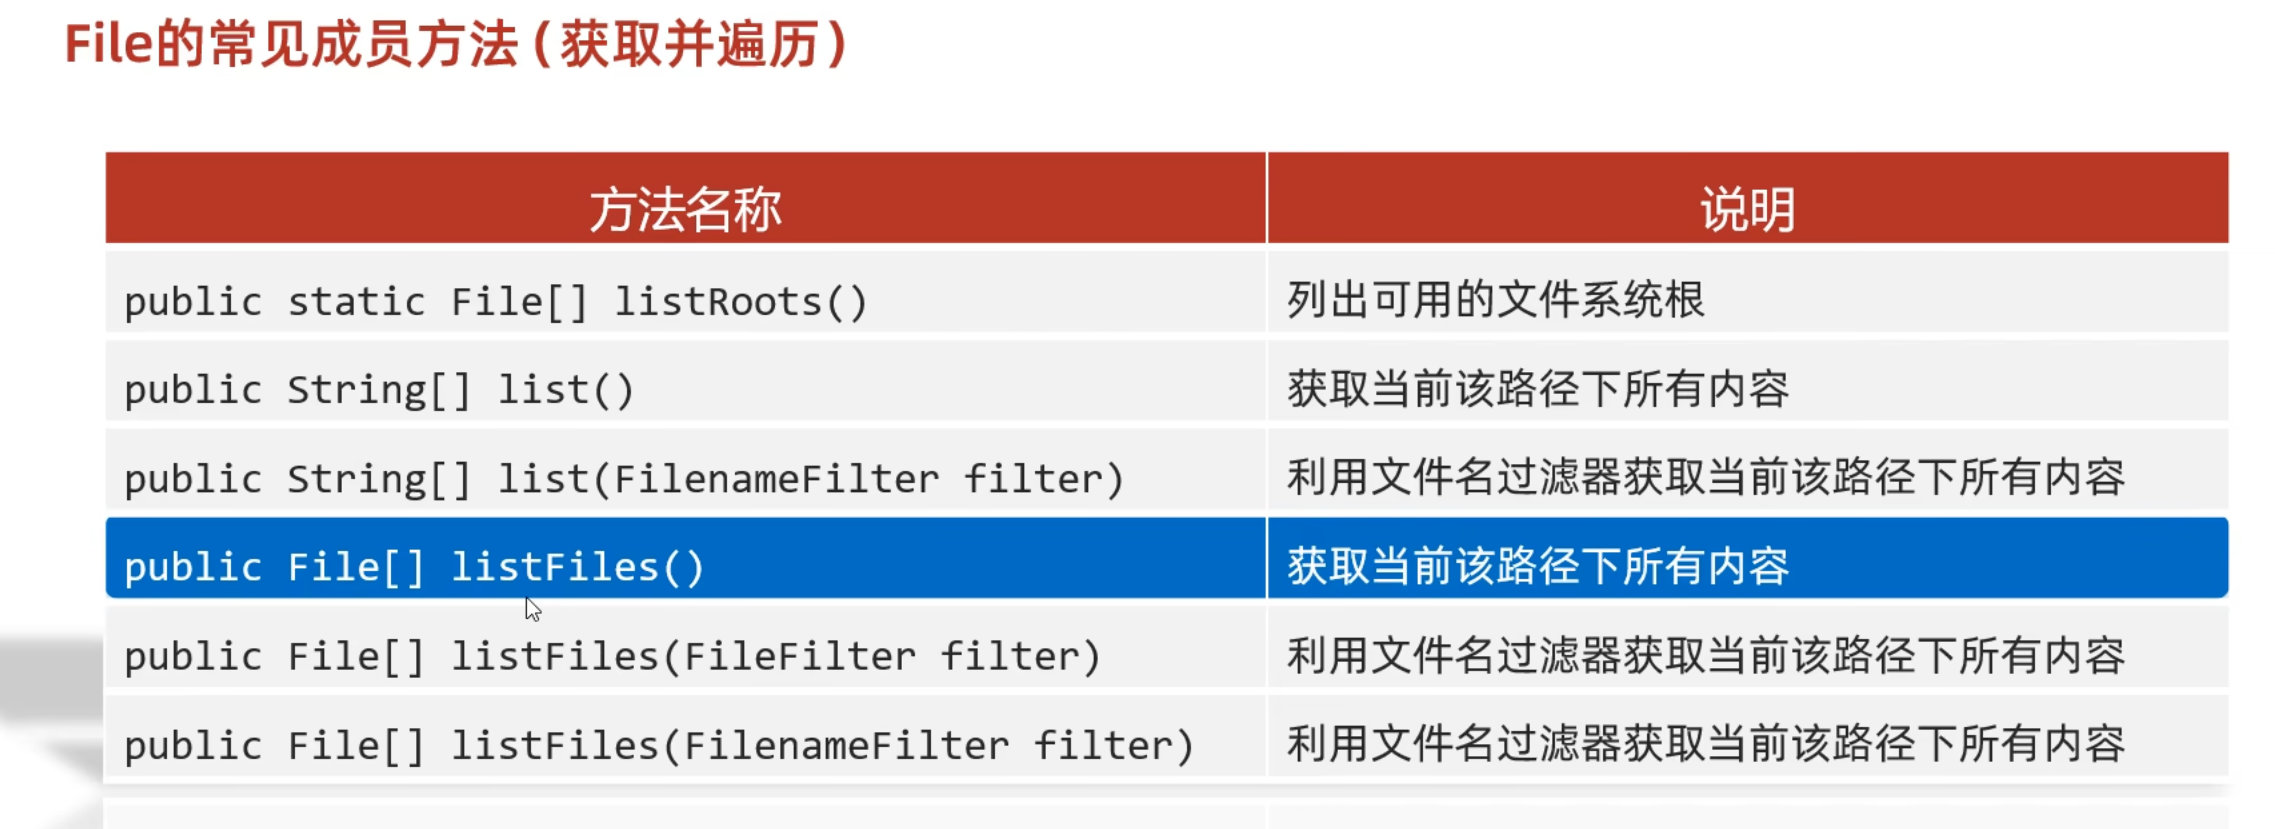 File的常见成员方法(获取并遍历)
方法名称 说明
public static File[] listRoots() 列出可用的文件系统根
public String[] list() 获取当前该路径下所有内容
public String[] list(FilenameFilter filter) 利用文件名过滤器获取当前该路径下所有内容
public File[] listFiles() 获取当前该路径下所有内容
public File[] listFiles(FileFilter filter) 利用文件名过滤器获取当前该路径下所有内容
public File[] listFiles(FilenameFilter filter) 利用文件名过滤器获取当前该路径下所有内容